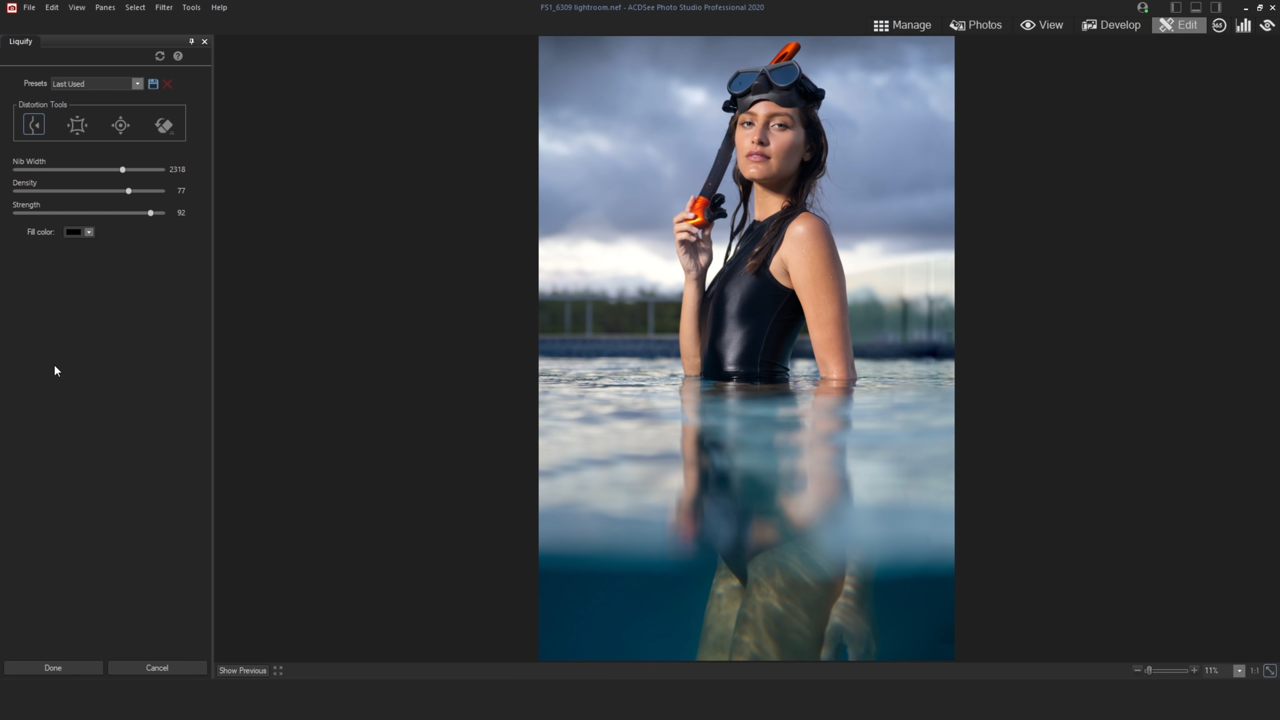 File Edit View Panes Select Filter Tools Help
FS1_6309 lightroom.nef - ACDSee Photo Studio Professional 2020
Manage Photos View Develop Edit 365
Liquify
Presets Last Used
Distortion Tools
Nib Width
2318
Density
77
Strength
92
Fill color:
Done Cancel
Show Previous
11% 1:1